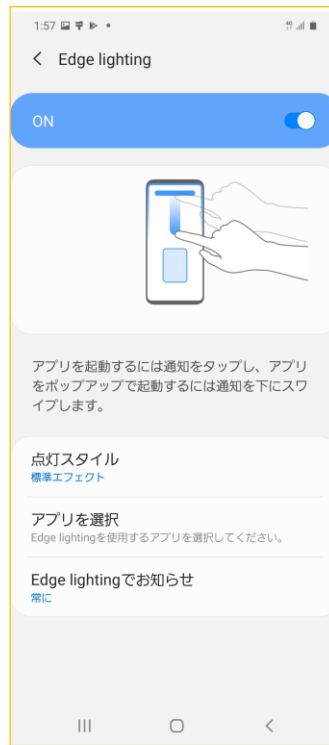 1:57
Edge lighting
ON
アプリを起動するには通知をタップし、アプリ
をポップアップで起動するには通知を下にスワ
イプします。
点灯スタイル
標準エフェクト
アプリを選択
Edge lightingを使用するアプリを選択してください。
Edge lightingでお知らせ
常に